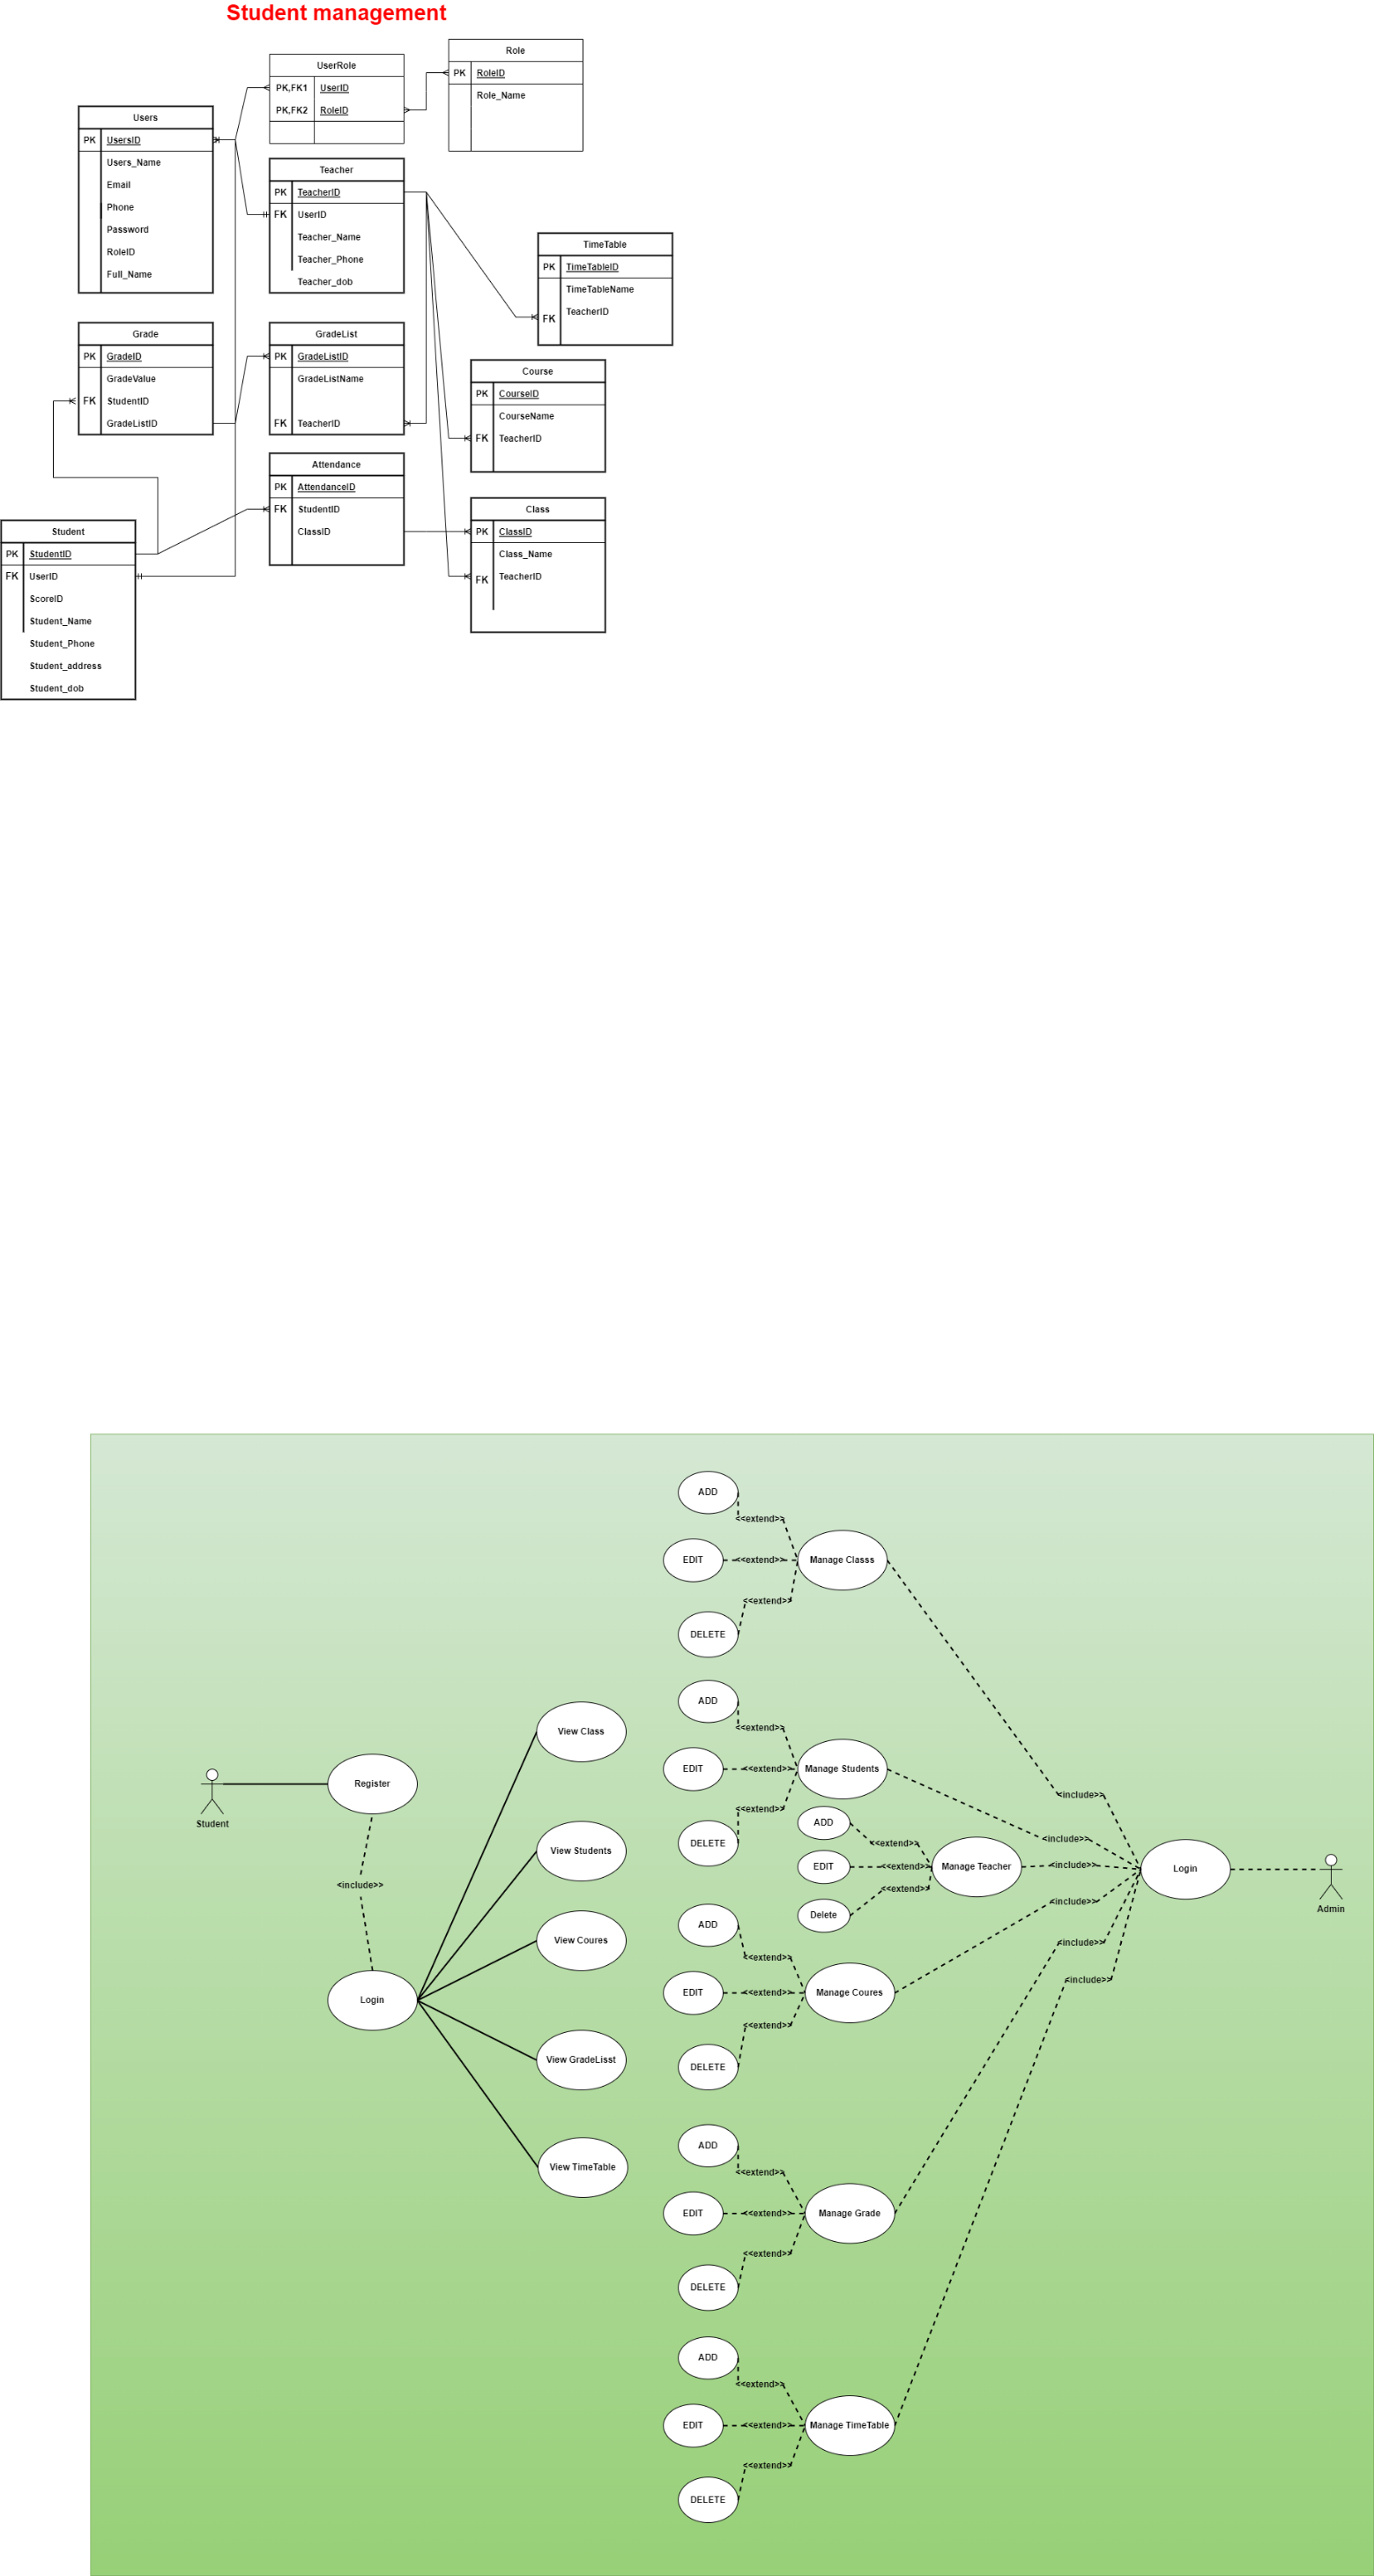 Student management
Role
PK RoleID
Role_Name
UserRole
PK,FK1 UserID
PK,FK2 RoleID
Users
PK UsersID
Users_Name
Email
Phone
Password
RoleID
Full_Name
Teacher
PK TeacherID
FK UserID
Teacher_Name
Teacher_Phone
Teacher_dob
TimeTable
PK TimeTableID
TimeTableName
TeacherID
FK
Grade
PK GradeID
GradeValue
FK StudentID
GradeListID
GradeList
PK GradeListID
GradeListName
FK TeacherID
Course
PK CourseID
CourseName
FK TeacherID
Attendance
PK AttendanceID
FK StudentID
ClassID
Class
PK ClassID
Class_Name
FK TeacherID
Student
PK StudentID
FK UserID
ScoreID
Student_Name
Student_Phone
Student_address
Student_dob
ADD
<<extend>>
EDIT
<<extend>>
Manage Classs
<<extend>>
DELETE
ADD
<<extend>>
View Class
EDIT
<<extend>>
Manage Students
Register
<include>>
<<extend>>
Student
ADD
DELETE
<<extend>>
<include>>
View Students
EDIT
<<extend>>
Manage Teacher
<include>>
Login
<include>>
<<extend>>
Admin
Delete
<include>>
ADD
View Coures
<include>>
<<extend>>
<include>>
EDIT
<<extend>>
Manage Coures
Login
<<extend>>
View GradeLisst
DELETE
ADD
View TimeTable
<<extend>>
EDIT
<<extend>>
Manage Grade
<<extend>>
DELETE
ADD
<<extend>>
EDIT
<<extend>>
Manage TimeTable
<<extend>>
DELETE